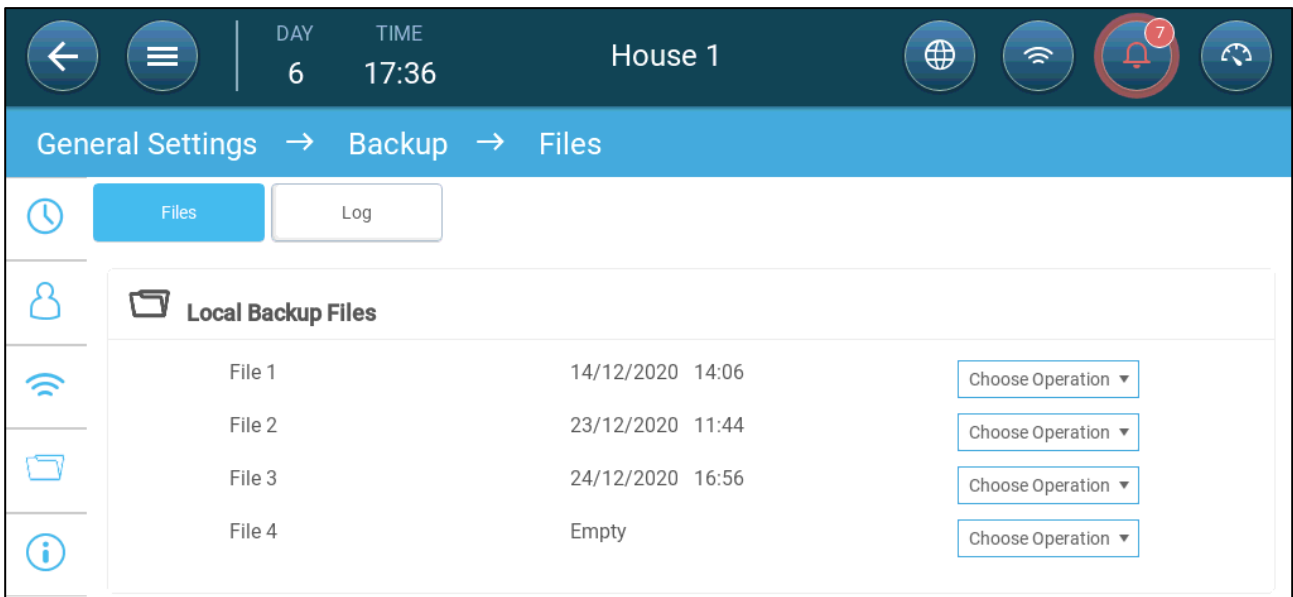 DAY TIME
6 17:36
House 1
7
General Settings → Backup → Files
Files Log
Local Backup Files
File 1 14/12/2020 14:06 Choose Operation ▼
File 2 23/12/2020 11:44 Choose Operation ▼
File 3 24/12/2020 16:56 Choose Operation ▼
File 4 Empty Choose Operation ▼